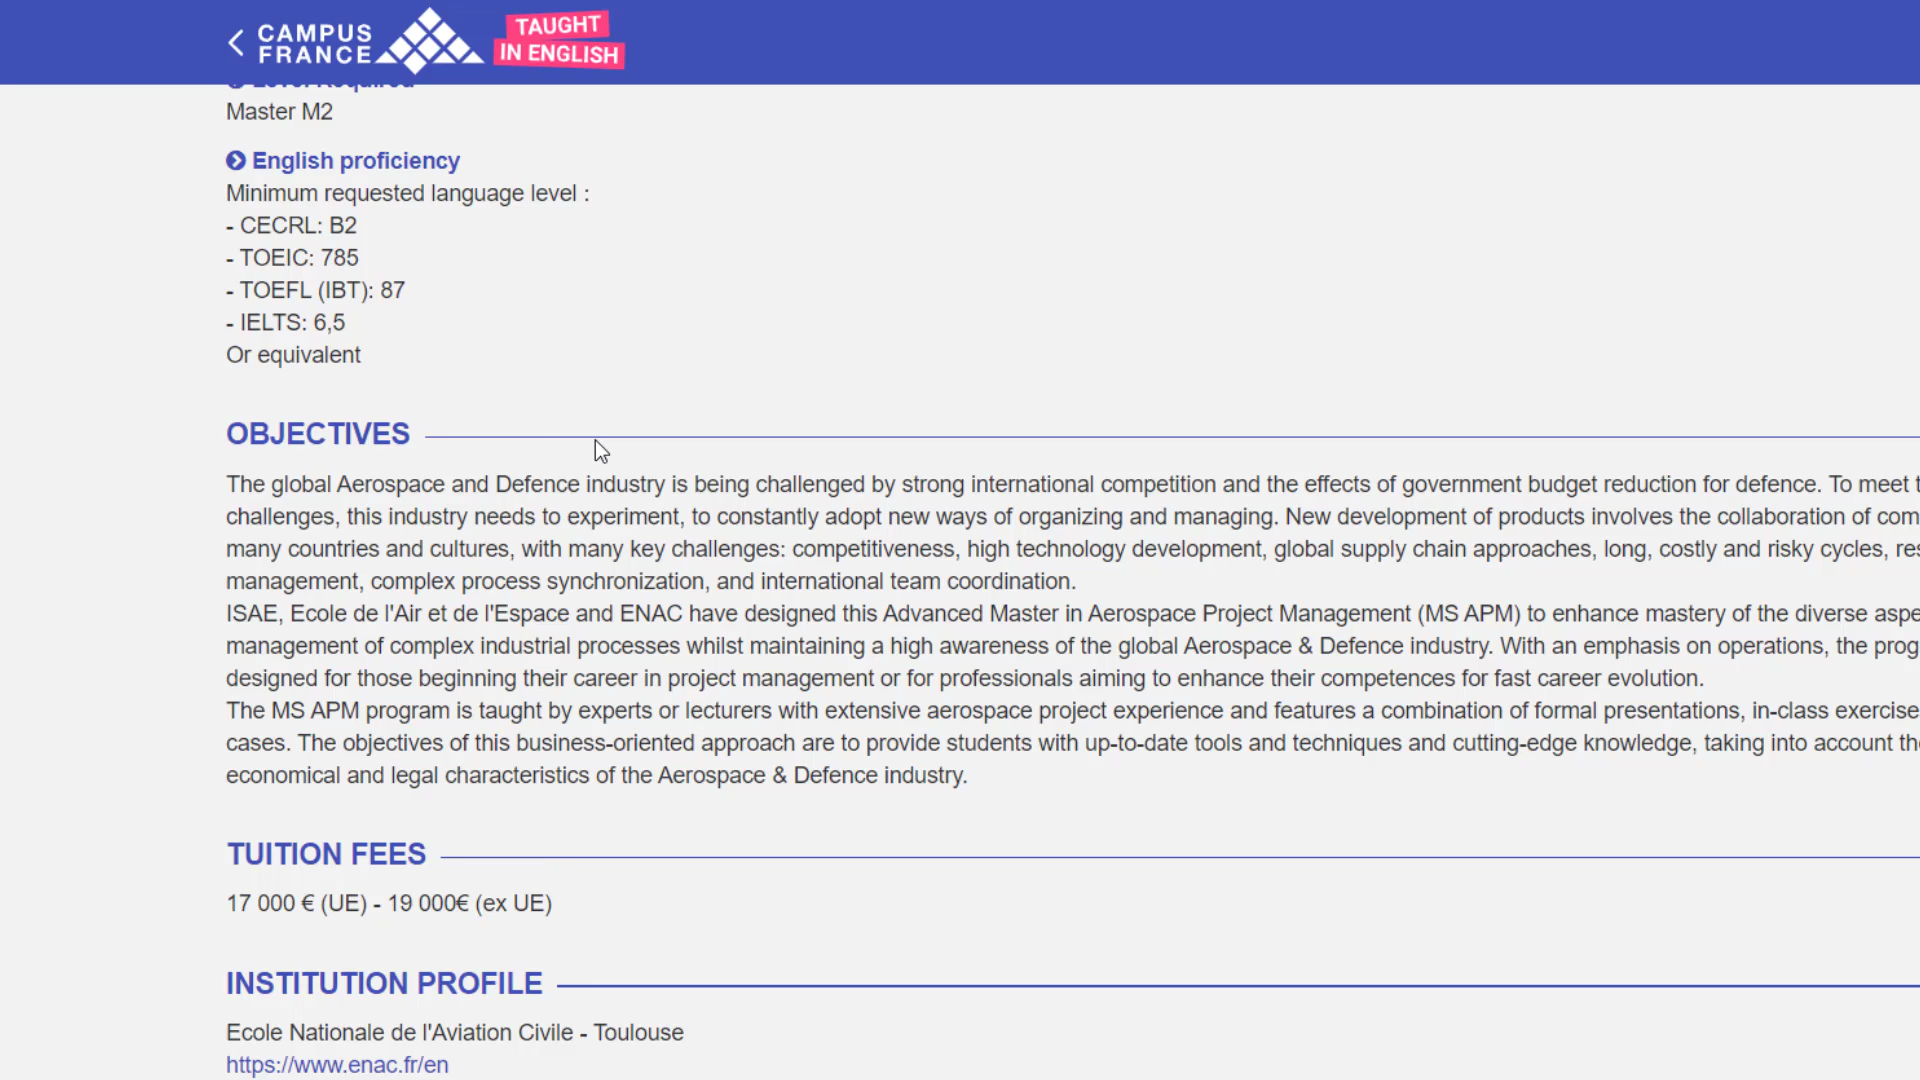 CAMPUS
FRANCE
TAUGHT
IN ENGLISH
Level Required
Master M2
English proficiency
Minimum requested language level :
- CECRL: B2
- TOEIC: 785
- TOEFL (IBT): 87
- IELTS: 6,5
Or equivalent
OBJECTIVES
The global Aerospace and Defence industry is being challenged by strong international competition and the effects of government budget reduction for defence. To meet
challenges, this industry needs to experiment, to constantly adopt new ways of organizing and managing. New development of products involves the collaboration of com
many countries and cultures, with many key challenges: competitiveness, high technology development, global supply chain approaches, long, costly and risky cycles, res
management, complex process synchronization, and international team coordination.
ISAE, Ecole de l'Air et de l'Espace and ENAC have designed this Advanced Master in Aerospace Project Management (MS APM) to enhance mastery of the diverse aspe
management of complex industrial processes whilst maintaining a high awareness of the global Aerospace & Defence industry. With an emphasis on operations, the prog
designed for those beginning their career in project management or for professionals aiming to enhance their competences for fast career evolution.
The MS APM program is taught by experts or lecturers with extensive aerospace project experience and features a combination of formal presentations, in-class exercise
cases. The objectives of this business-oriented approach are to provide students with up-to-date tools and techniques and cutting-edge knowledge, taking into account the
economical and legal characteristics of the Aerospace & Defence industry.
TUITION FEES
17 000 € (UE) - 19 000€ (ex UE)
INSTITUTION PROFILE
Ecole Nationale de l'Aviation Civile - Toulouse
https://www.enac.fr/en